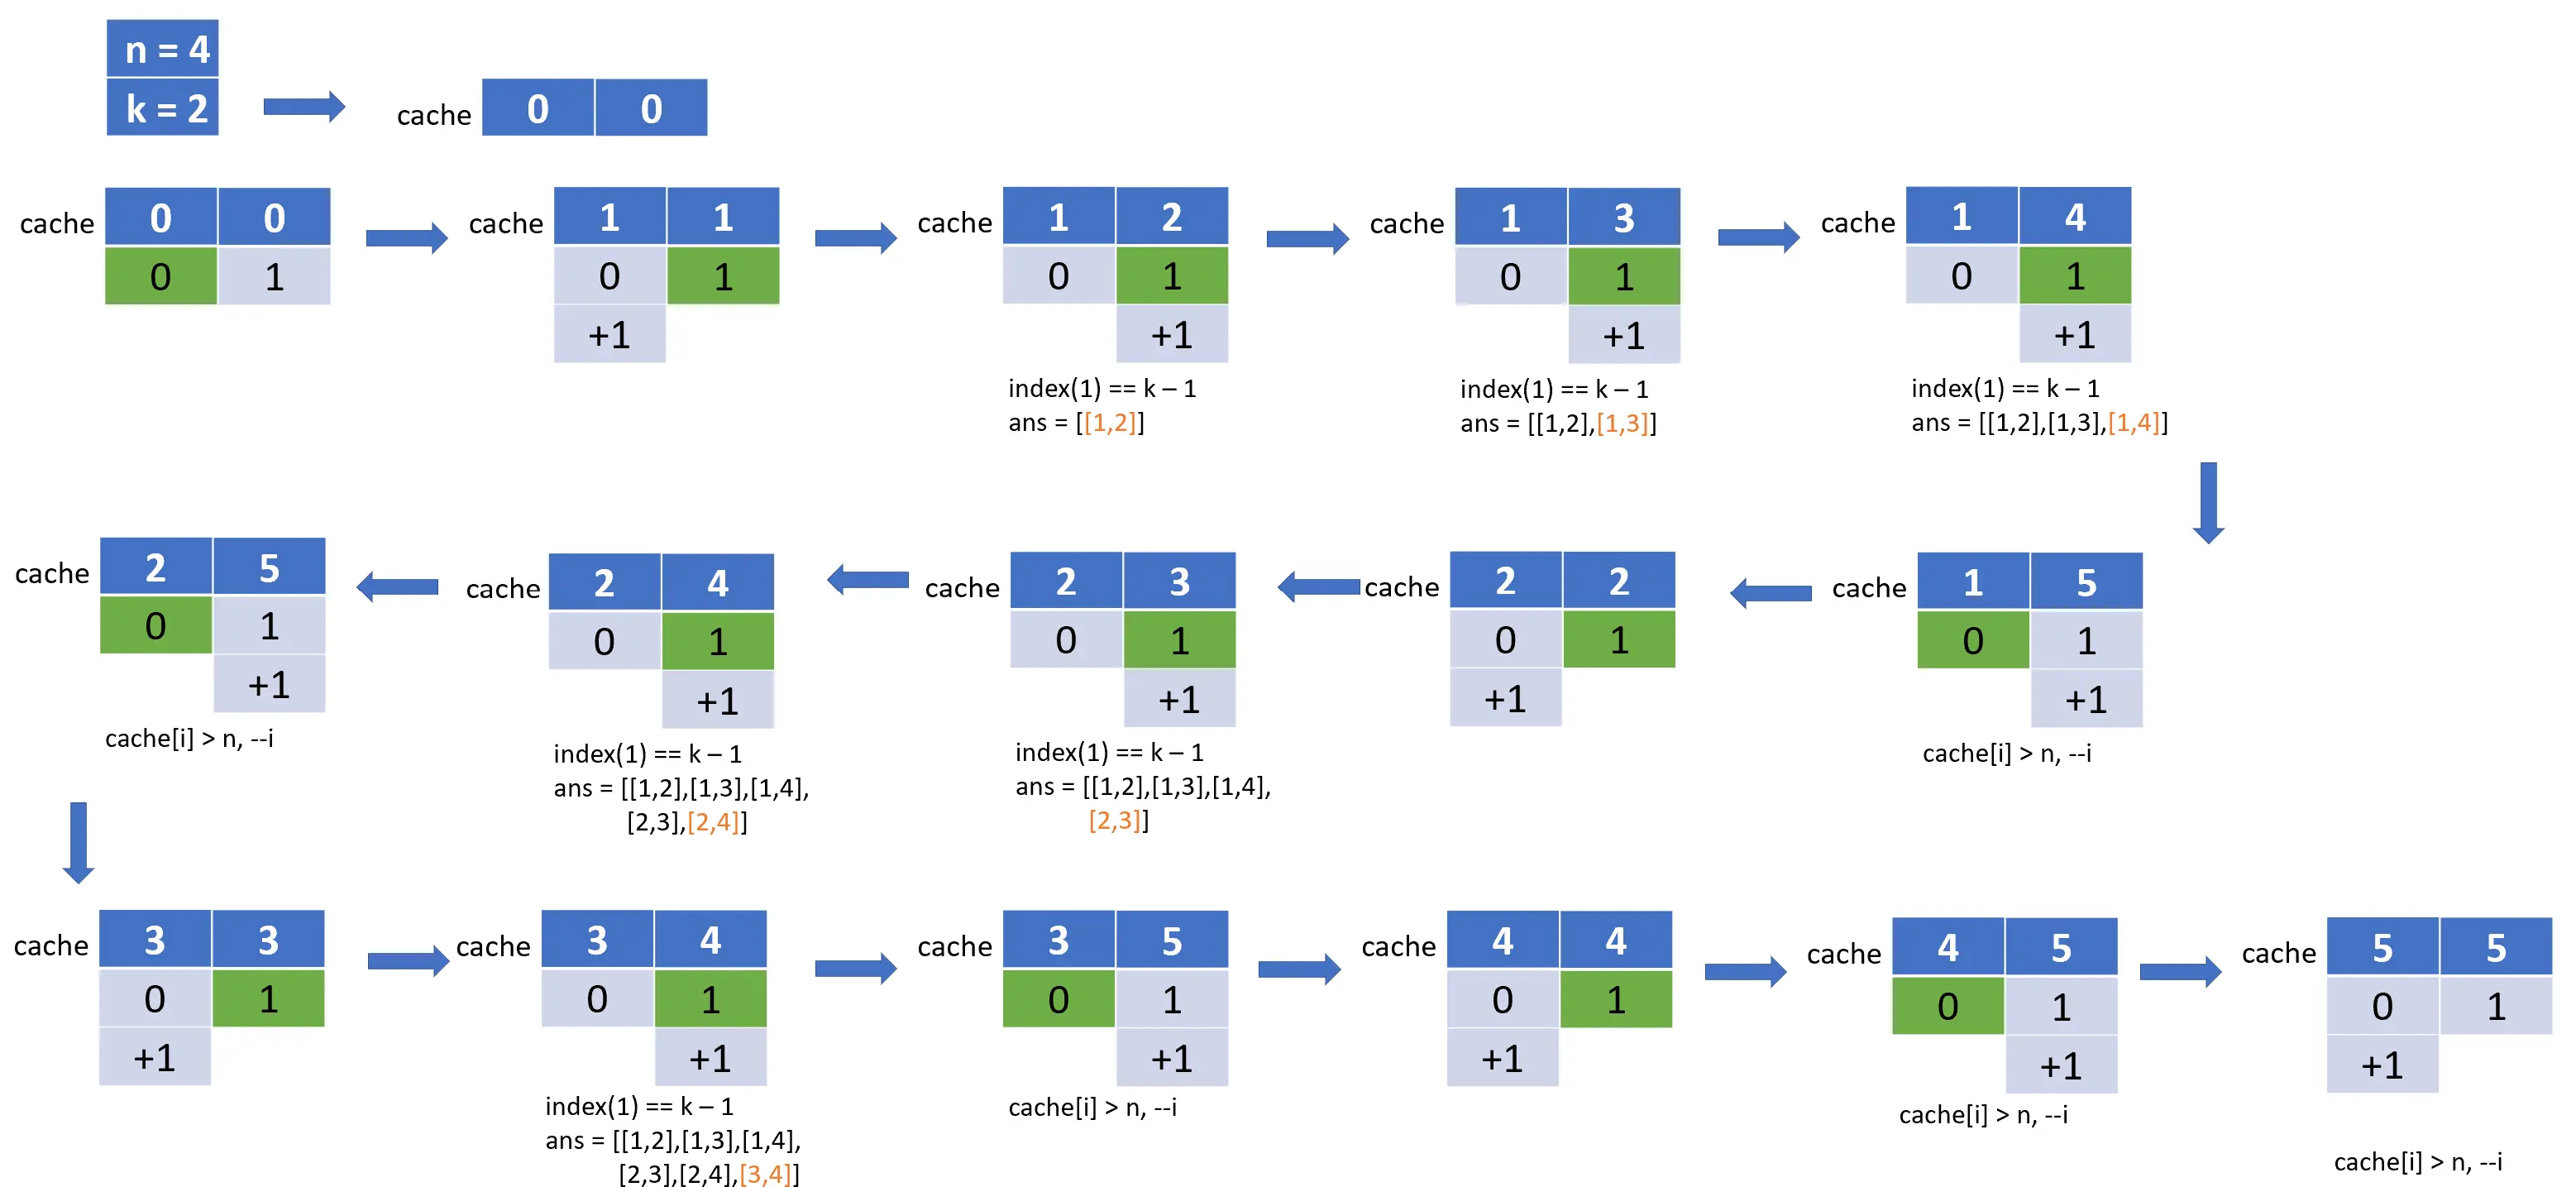 n = 4
k = 2
cache 0 0
cache 0 0
0 1
cache 1 1
0 1
+1
cache 1 2
0 1
+1
index(1) == k – 1
ans = [[1,2]]
cache 1 3
0 1
+1
index(1) == k – 1
ans = [[1,2],[1,3]]
cache 1 4
0 1
+1
index(1) == k – 1
ans = [[1,2],[1,3],[1,4]]
cache 1 5
0 1
+1
cache[i] > n, --i
cache 2 2
0 1
+1
cache 2 3
0 1
+1
index(1) == k – 1
ans = [[1,2],[1,3],[1,4],
[2,3]]
cache 2 4
0 1
+1
index(1) == k – 1
ans = [[1,2],[1,3],[1,4],
[2,3],[2,4]]
cache 2 5
0 1
+1
cache[i] > n, --i
cache 3 3
0 1
+1
cache 3 4
0 1
+1
index(1) == k – 1
ans = [[1,2],[1,3],[1,4],
[2,3],[2,4],[3,4]]
cache 3 5
0 1
+1
cache[i] > n, --i
cache 4 4
0 1
+1
cache 4 5
0 1
+1
cache[i] > n, --i
cache 5 5
0 1
+1
cache[i] > n, --i